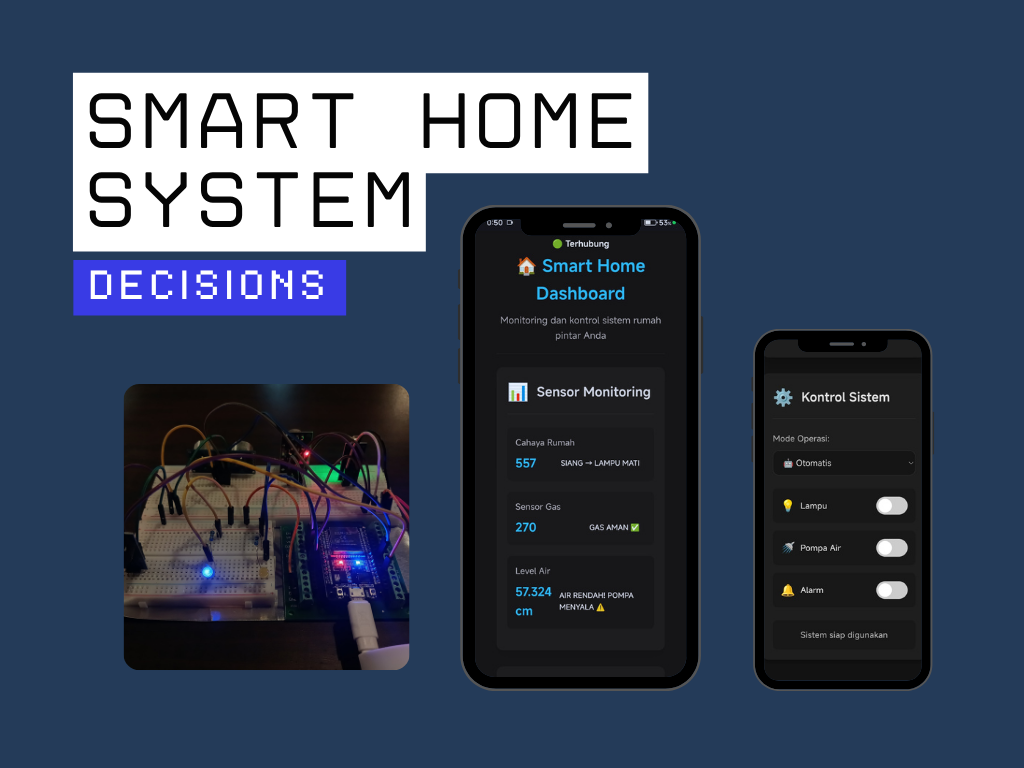 SMART HOME
SYSTEM
DECISIONS
0:50
53%
Terhubung
Smart Home
Dashboard
Monitoring dan kontrol sistem rumah
pintar Anda
Sensor Monitoring
Cahaya Rumah
557 SIANG → LAMPU MATI
Sensor Gas
270 GAS AMAN ✅
Level Air
57.324
cm
AIR RENDAH! POMPA
MENYALA ⚠️
Kontrol Sistem
Mode Operasi:
Otomatis
Lampu
Pompa Air
Alarm
Sistem siap digunakan